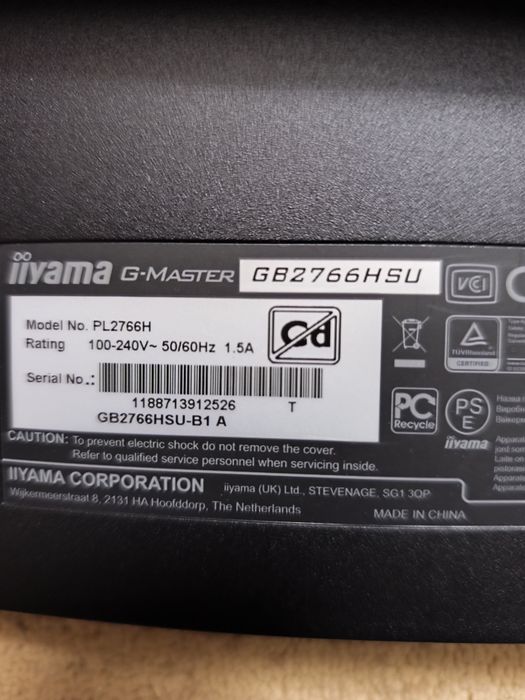 iiyama G-MASTER GB2766HSU
VCCI
Model No. PL2766H
Rating 100-240V~ 50/60Hz 1.5A
Cd
Serial No.:
1188713912526 T
GB2766HSU-B1 A
TÜVRheinland
CERTIFIED
PC
Recycle
PS
E
iiyama
CAUTION: To prevent electric shock do not remove the cover.
Refer to qualified service personnel when servicing inside.
IIYAMA CORPORATION iiyama (UK) Ltd., STEVENAGE, SG1 3QP
Wijkermeerstraat 8, 2131 HA Hoofddorp, The Netherlands
MADE IN CHINA